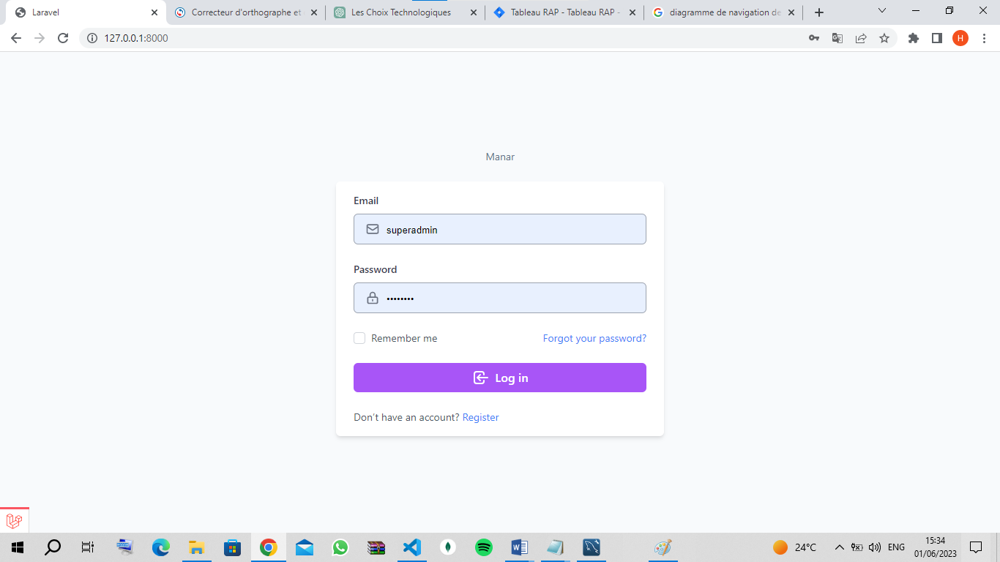 Laravel
Correcteur d'orthographe et
Les Choix Technologiques
Tableau RAP - Tableau RAP -
diagramme de navigation de
127.0.0.1:8000
H
Manar
Email
superadmin
Password
••••••••
Remember me
Forgot your password?
Log in
Don't have an account? Register
24°C
ENG
15:34
01/06/2023